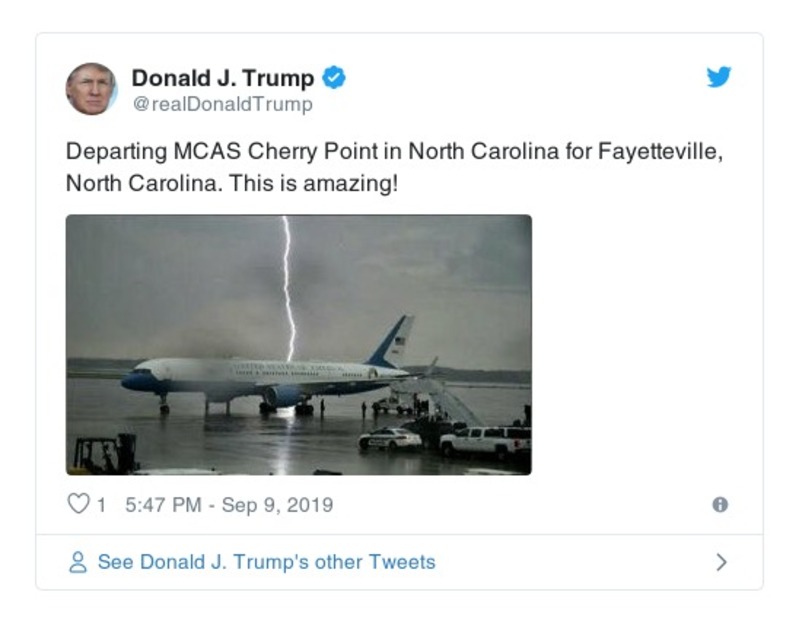 Donald J. Trump
@realDonaldTrump
Departing MCAS Cherry Point in North Carolina for Fayetteville,
North Carolina. This is amazing!
UNITED STATES OF AMERICA
1 5:47 PM - Sep 9, 2019
See Donald J. Trump's other Tweets